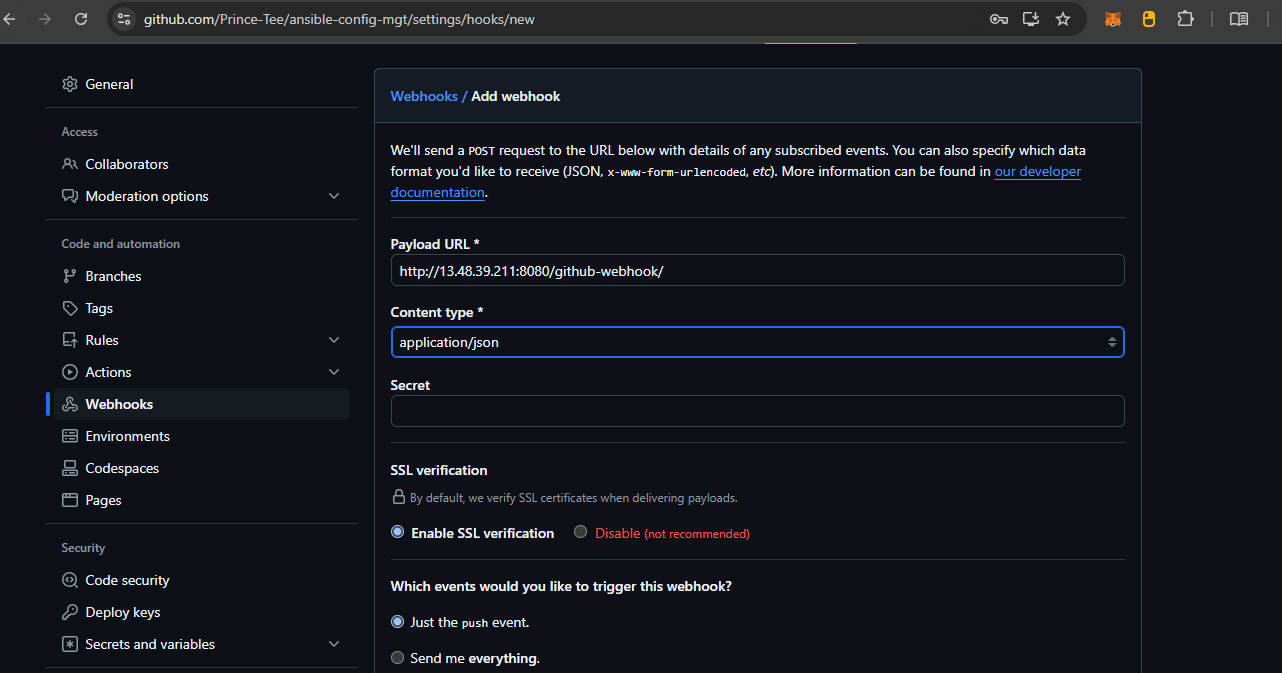 github.com/Prince-Tee/ansible-config-mgt/settings/hooks/new
General
Access
Collaborators
Moderation options
Code and automation
Branches
Tags
Rules
Actions
Webhooks
Environments
Codespaces
Pages
Security
Code security
Deploy keys
Secrets and variables
Webhooks / Add webhook
We'll send a POST request to the URL below with details of any subscribed events. You can also specify which data
format you'd like to receive (JSON, x-www-form-urlencoded, etc). More information can be found in our developer
documentation.
Payload URL *
http://13.48.39.211:8080/github-webhook/
Content type *
application/json
Secret
SSL verification
By default, we verify SSL certificates when delivering payloads.
Enable SSL verification Disable (not recommended)
Which events would you like to trigger this webhook?
Just the push event.
Send me everything.